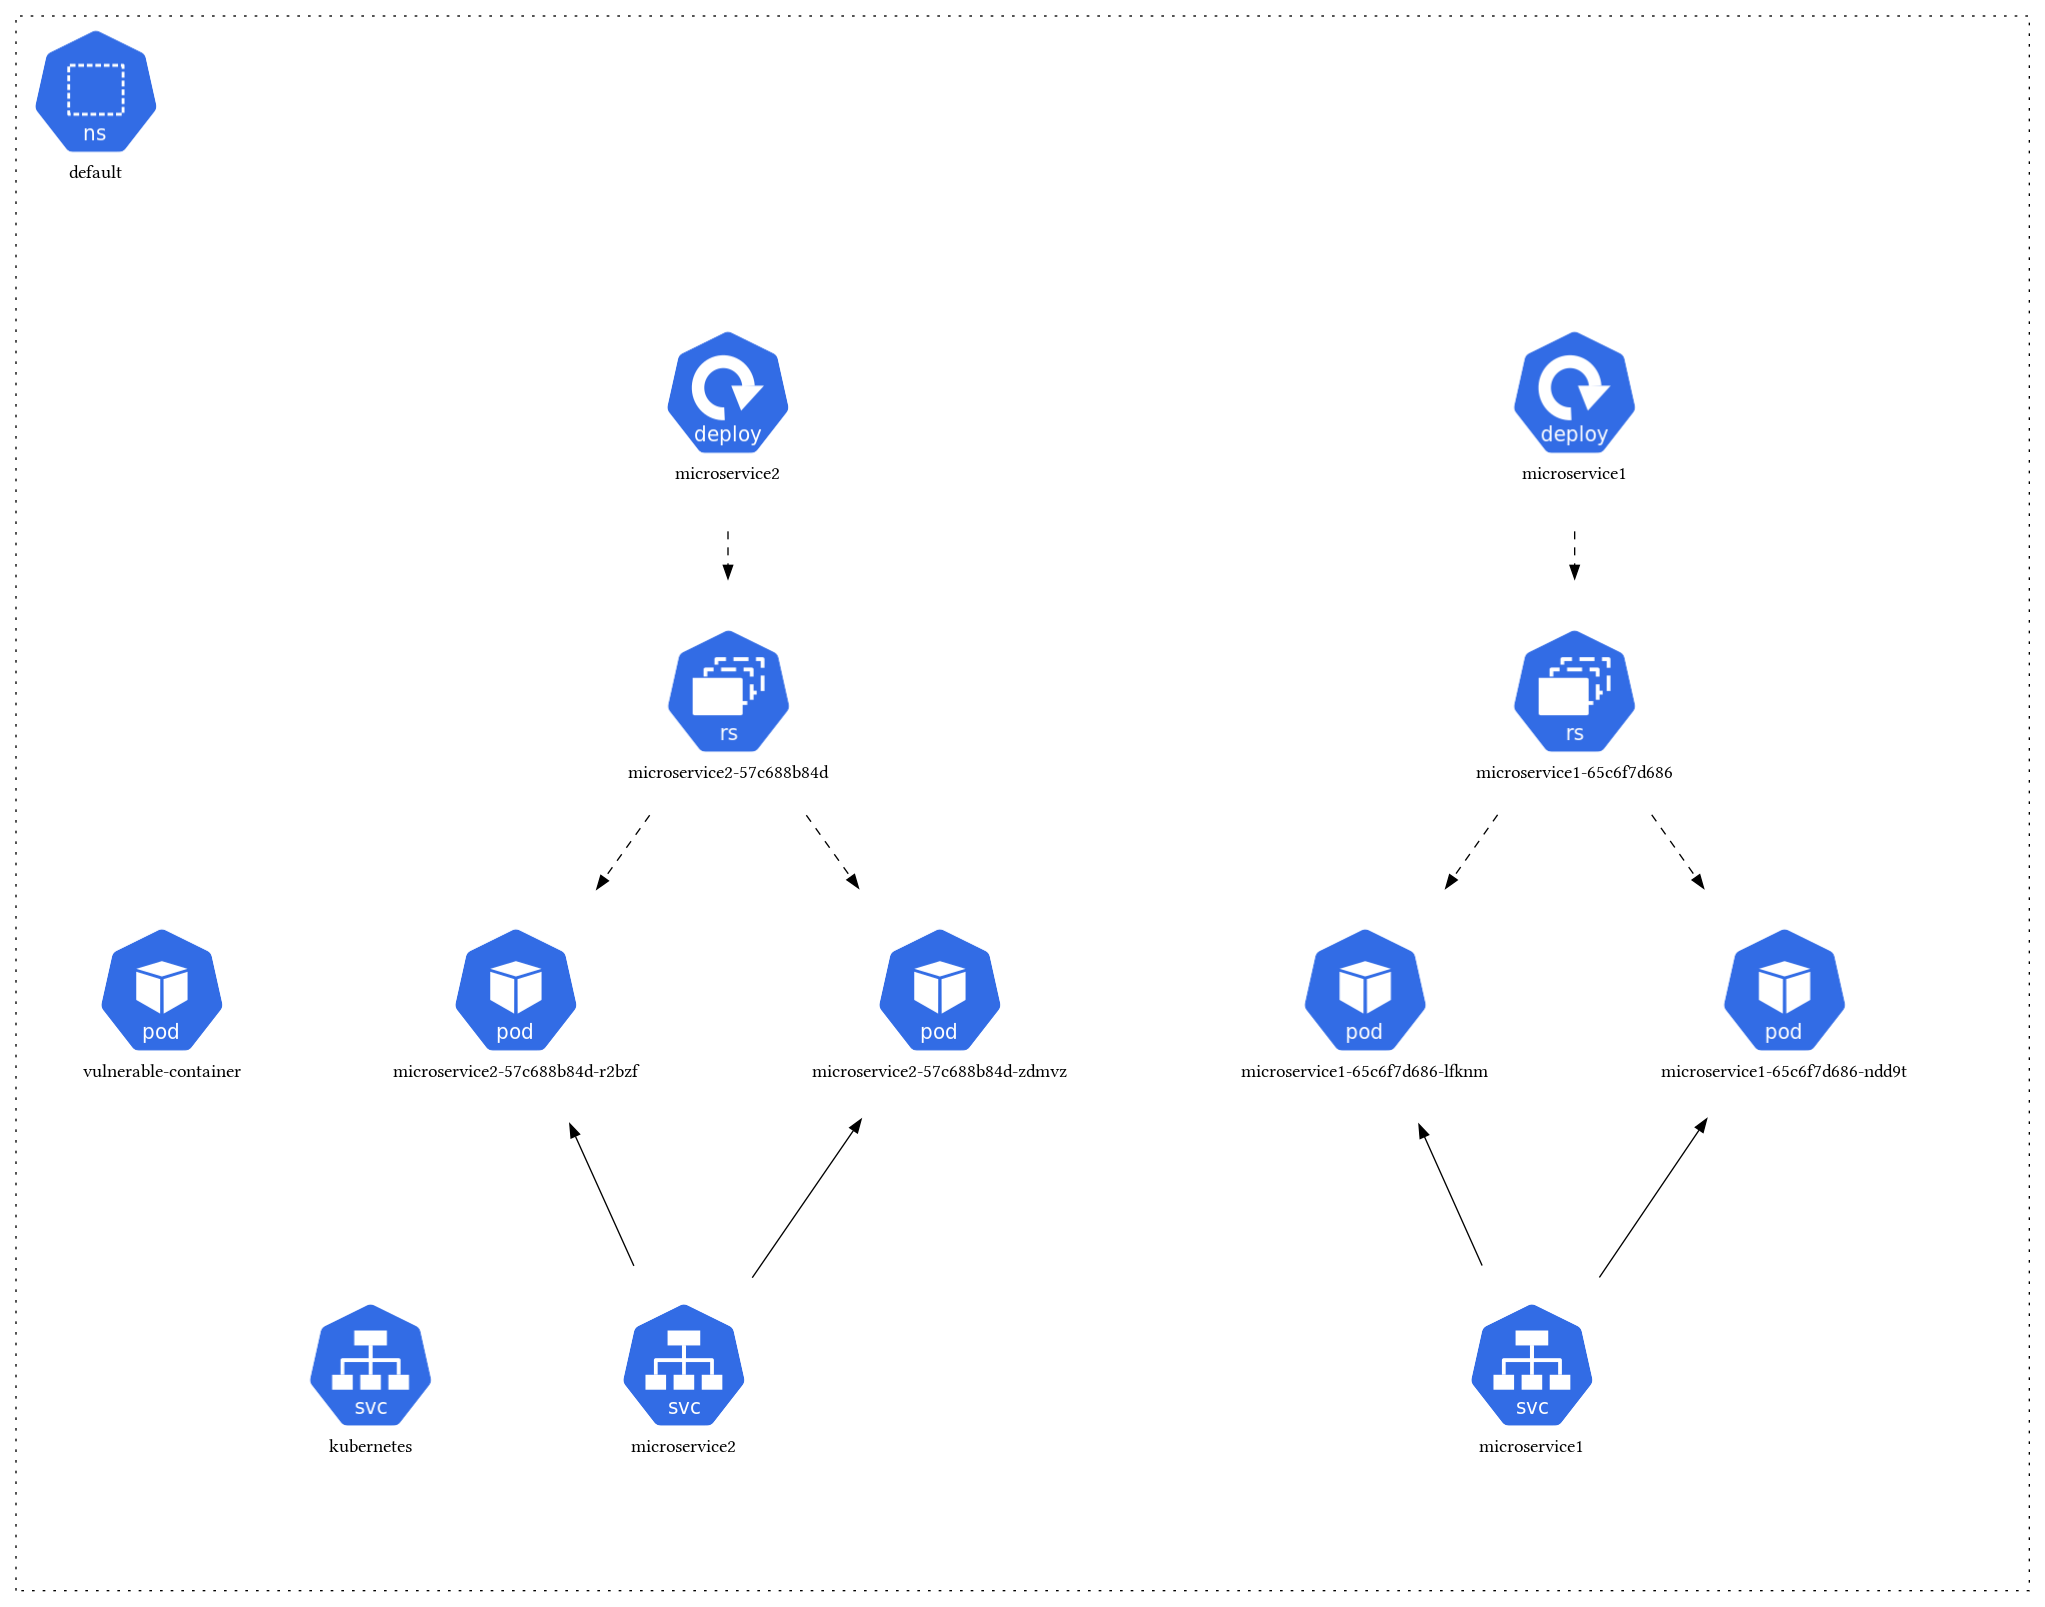 ns
default
deploy
microservice2
deploy
microservice1
rs
microservice2-57c688b84d
rs
microservice1-65c6f7d686
pod
vulnerable-container
pod
microservice2-57c688b84d-r2bzf
pod
microservice2-57c688b84d-zdmvz
pod
microservice1-65c6f7d686-lfknm
pod
microservice1-65c6f7d686-ndd9t
svc
kubernetes
svc
microservice2
svc
microservice1